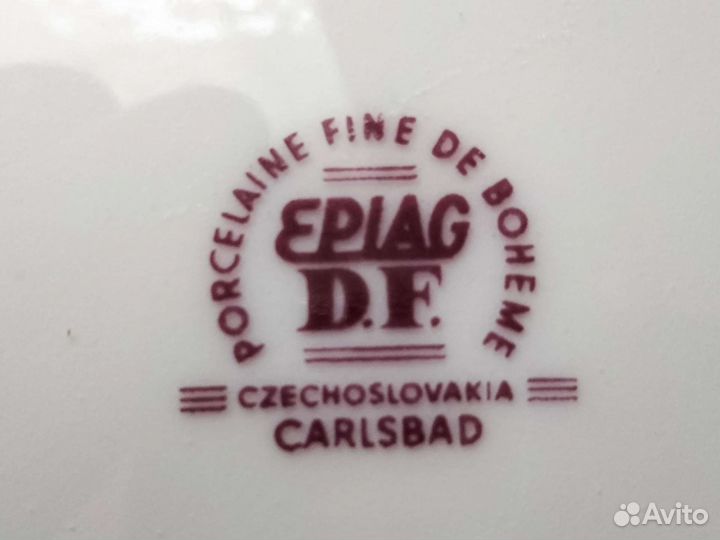 PORCELAINE FINE DE BOHEME
EPIAG
D.F.
CZECHOSLOVAKIA
CARLSBAD
Avito